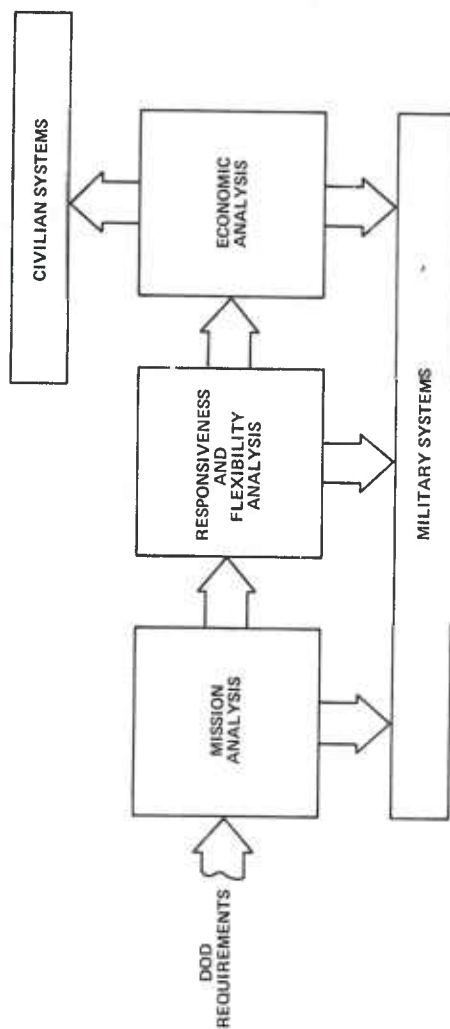 DOD
REQUIREMENTS
MISSION
ANALYSIS
RESPONSIVENESS
AND
FLEXIBILITY
ANALYSIS
ECONOMIC
ANALYSIS
CIVILIAN SYSTEMS
MILITARY SYSTEMS